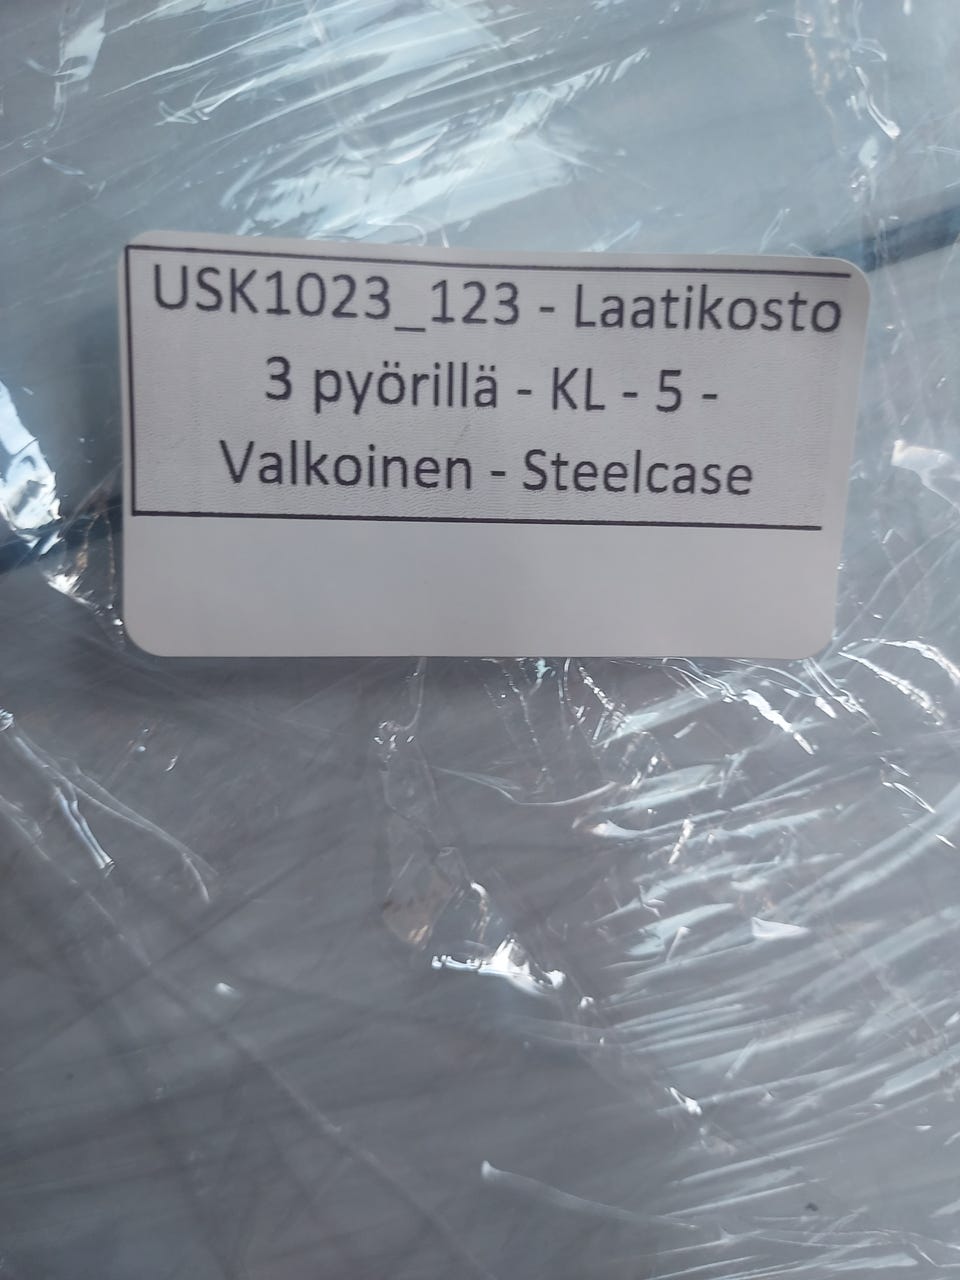 USK1023_123 - Laatikosto
3 pyörillä - KL - 5 -
Valkoinen - Steelcase